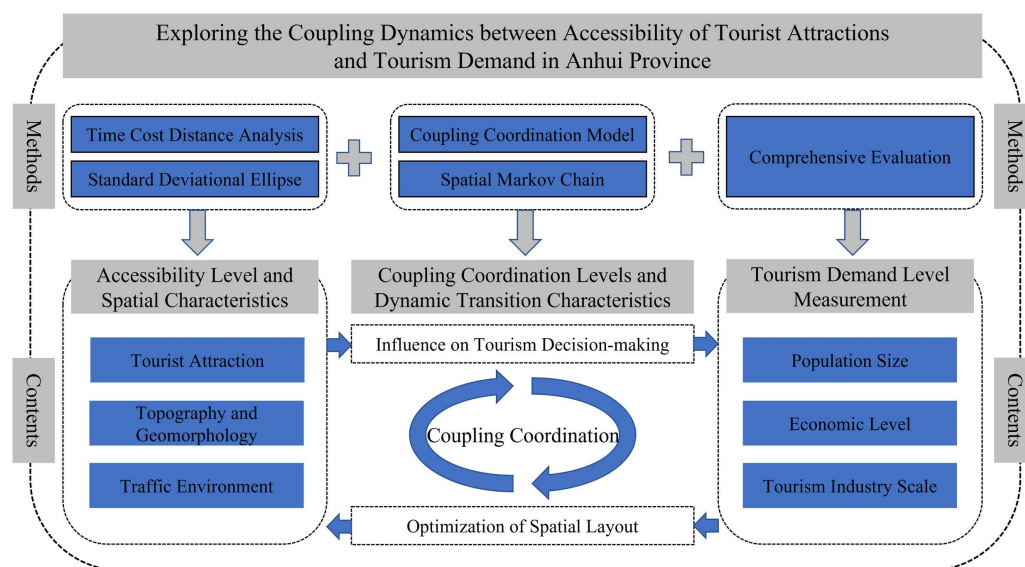 Exploring the Coupling Dynamics between Accessibility of Tourist Attractions
and Tourism Demand in Anhui Province
Methods
Time Cost Distance Analysis
Standard Deviational Ellipse
Coupling Coordination Model
Spatial Markov Chain
Comprehensive Evaluation
Methods
Contents
Accessibility Level and
Spatial Characteristics
Tourist Attraction
Topography and
Geomorphology
Traffic Environment
Coupling Coordination Levels and
Dynamic Transition Characteristics
Influence on Tourism Decision-making
Coupling Coordination
Optimization of Spatial Layout
Tourism Demand Level
Measurement
Population Size
Economic Level
Tourism Industry Scale
Contents